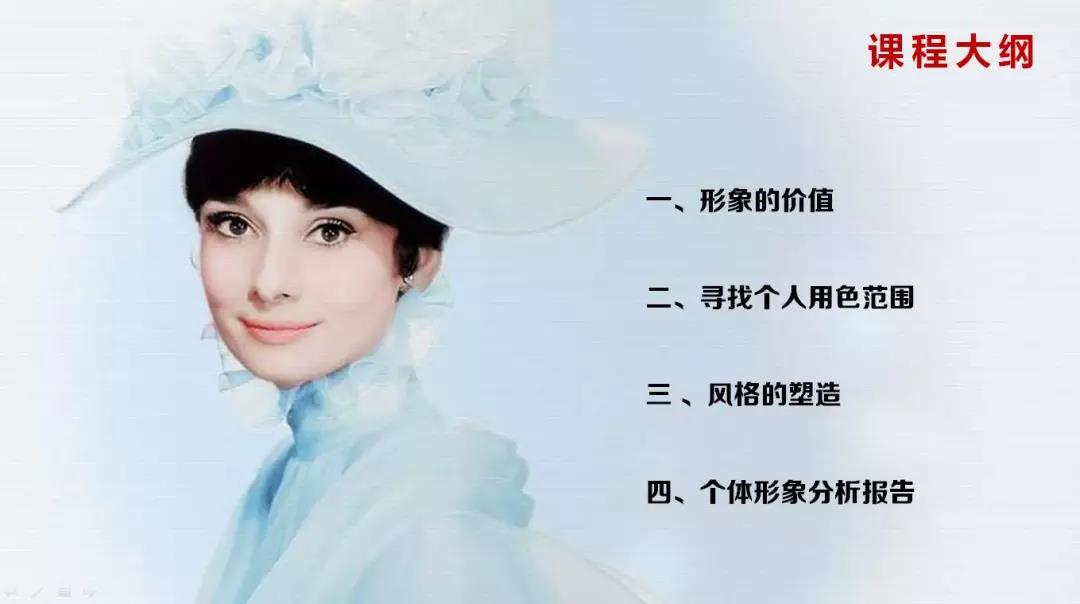 课程大纲
一、形象的价值
二、寻找个人用色范围
三 、风格的塑造
四、个体形象分析报告